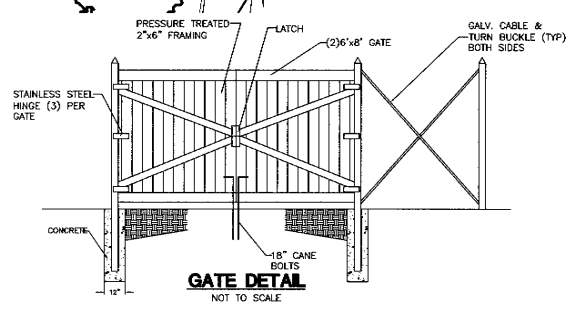 PRESSURE TREATED
2"x6" FRAMING
LATCH
(2)6'x8' GATE
GALV. CABLE &
TURN BUCKLE (TYP)
BOTH SIDES
STAINLESS STEEL
HINGE (3) PER
GATE
CONCRETE
18" CANE
BOLTS
12"
GATE DETAIL
NOT TO SCALE